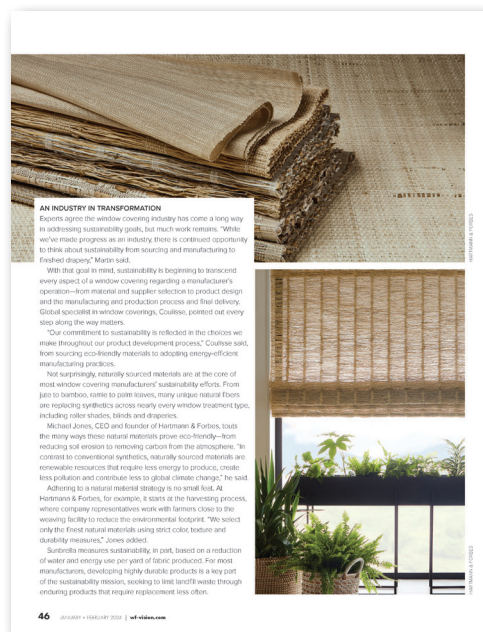 AN INDUSTRY IN TRANSFORMATION
Experts agree the window covering industry has come a long way
in addressing sustainability goals, but much work remains. “While
we’ve made progress as an industry, there is continued opportunity
to think about sustainability from sourcing and manufacturing to
finished drapery,” Martin said.
With that goal in mind, sustainability is beginning to transcend
every aspect of a window covering regarding a manufacturer’s
operation—from material and supplier selection to product design
and the manufacturing and production process and final delivery.
Global specialist in window coverings, Coulisse, pointed out every
step along the way matters.
“Our commitment to sustainability is reflected in the choices we
make throughout our product development process,” Coulisse said,
from sourcing eco-friendly materials to adopting energy-efficient
manufacturing practices.
Not surprisingly, naturally sourced materials are at the core of
most window covering manufacturers’ sustainability efforts. From
jute to bamboo, ramie to palm leaves, many unique natural fibers
are replacing synthetics across nearly every window treatment type,
including roller shades, blinds and draperies.
Michael Jones, CEO and founder of Hartmann & Forbes, touts
the many ways these natural materials prove eco-friendly—from
reducing soil erosion to removing carbon from the atmosphere. “In
contrast to conventional synthetics, naturally sourced materials are
renewable resources that require less energy to produce, create
less pollution and contribute less to global climate change,” he said.
Adhering to a natural material strategy is no small feat. At
Hartmann & Forbes, for example, it starts at the harvesting process,
where company representatives work with farmers close to the
weaving facility to reduce the environmental footprint. “We select
only the finest natural materials using strict color, texture and
durability measures,” Jones added.
Sunbrella measures sustainability, in part, based on a reduction
of water and energy use per yard of fabric produced. For most
manufacturers, developing highly durable products is a key part
of the sustainability mission, seeking to limit landfill waste through
enduring products that require replacement less often.
HARTMANN & FORBES
HARTMANN & FORBES
46 JANUARY + FEBRUARY 2024 | wf-vision.com